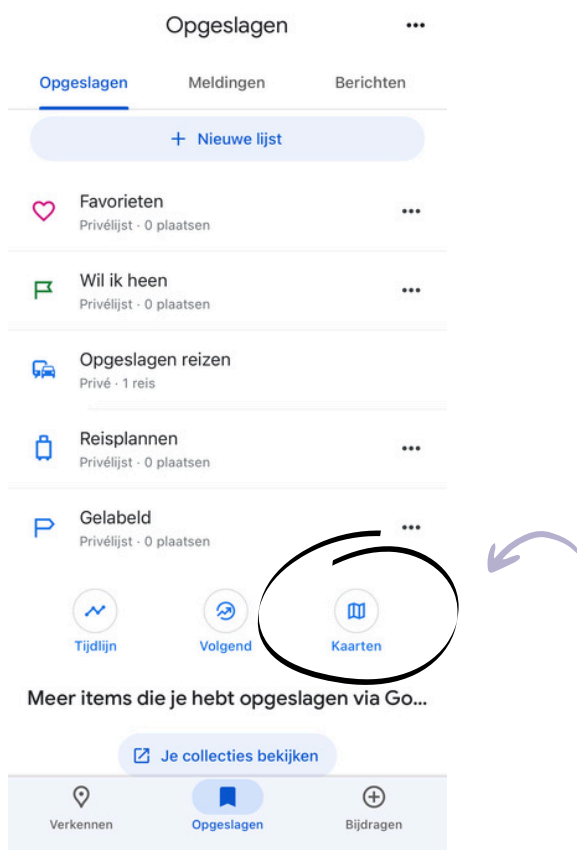 Opgeslagen
Opgeslagen Meldingen Berichten
+ Nieuwe lijst
Favorieten
Privélijst · 0 plaatsen
Wil ik heen
Privélijst · 0 plaatsen
Opgeslagen reizen
Privé · 1 reis
Reisplannen
Privélijst · 0 plaatsen
Gelabeld
Privélijst · 0 plaatsen
Tijdlijn Volgend Kaarten
Meer items die je hebt opgeslagen via Go...
Je collecties bekijken
Verkennen Opgeslagen Bijdragen